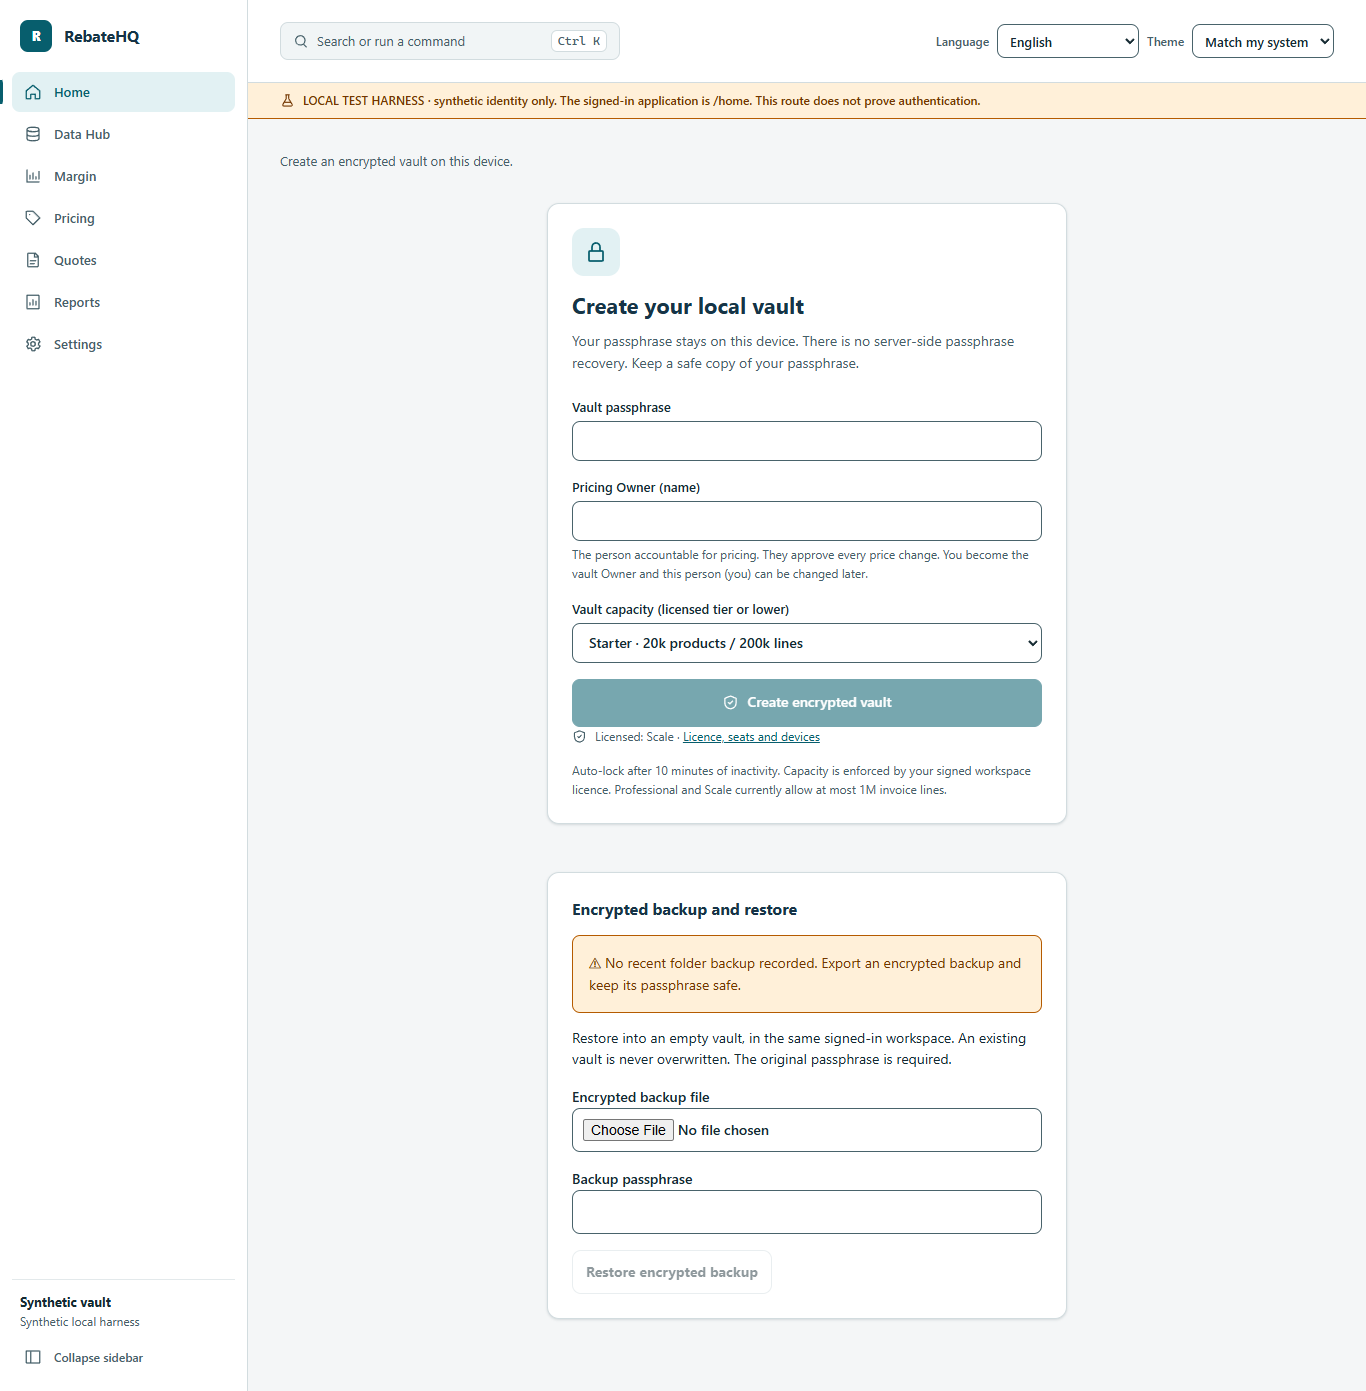 R RebateHQ
Search or run a command Ctrl K
Language English Theme Match my system
Home
Data Hub
Margin
Pricing
Quotes
Reports
Settings
LOCAL TEST HARNESS · synthetic identity only. The signed-in application is /home. This route does not prove authentication.
Create an encrypted vault on this device.
Create your local vault
Your passphrase stays on this device. There is no server-side passphrase
recovery. Keep a safe copy of your passphrase.
Vault passphrase
Pricing Owner (name)
The person accountable for pricing. They approve every price change. You become the
vault Owner and this person (you) can be changed later.
Vault capacity (licensed tier or lower)
Starter · 20k products / 200k lines
Create encrypted vault
Licensed: Scale · Licence, seats and devices
Auto-lock after 10 minutes of inactivity. Capacity is enforced by your signed workspace
licence. Professional and Scale currently allow at most 1M invoice lines.
Encrypted backup and restore
⚠ No recent folder backup recorded. Export an encrypted backup and
keep its passphrase safe.
Restore into an empty vault, in the same signed-in workspace. An existing
vault is never overwritten. The original passphrase is required.
Encrypted backup file
Choose File No file chosen
Backup passphrase
Restore encrypted backup
Synthetic vault
Synthetic local harness
Collapse sidebar